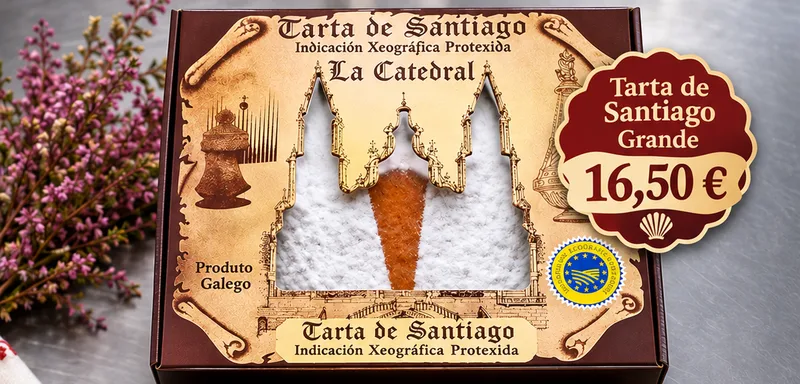 Tarta de Santiago
Indicación Xeográfica Protexida
La Catedral
Tarta de
Santiago
Grande
16,50 €
Produto
Galego
Tarta de Santiago
Indicación Xeográfica Protexida